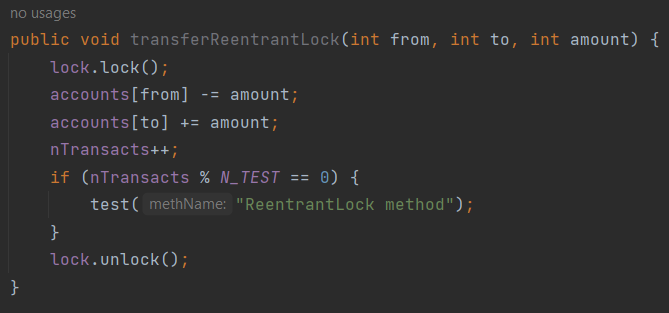 no usages
public void transferReentrantLock(int from, int to, int amount) {
    lock.lock();
    accounts[from] -= amount;
    accounts[to] += amount;
    nTransacts++;
    if (nTransacts % N_TEST == 0) {
        test( methName: "ReentrantLock method");
    }
    lock.unlock();
}